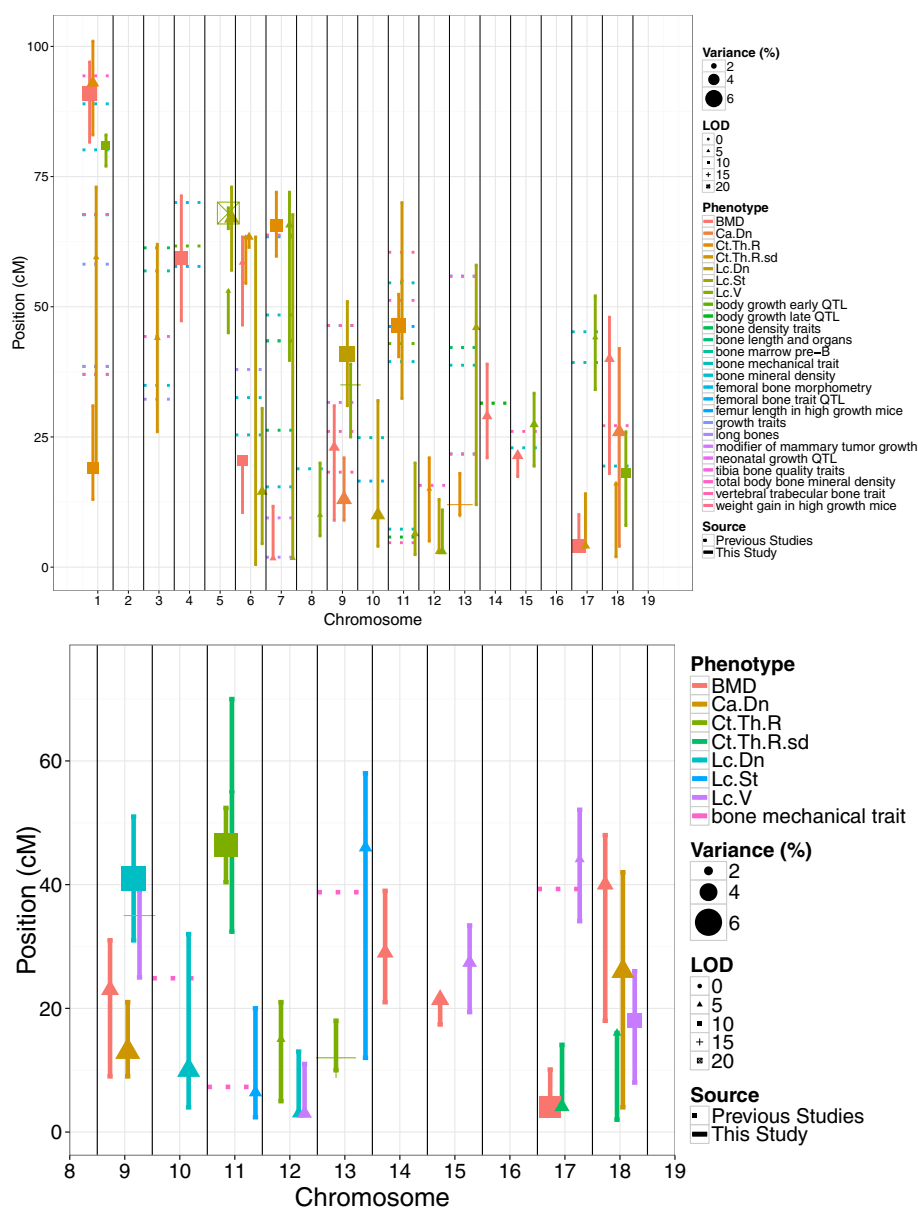 100
75
50
25
0
Position (cM)
1 2 3 4 5 6 7 8 9 10 11 12 13 14 15 16 17 18 19
Chromosome
Variance (%)
2
4
6
LOD
0
5
10
15
20
Phenotype
BMD
Ca.Dn
Ct.Th.R
Ct.Th.R.sd
Lc.Dn
Lc.St
Lc.V
body growth early QTL
body growth late QTL
bone density traits
bone length and organs
bone marrow pre−B
bone mechanical trait
bone mineral density
femoral bone morphometry
femoral bone trait QTL
femur length in high growth mice
growth traits
long bones
modifier of mammary tumor growth
neonatal growth QTL
tibia bone quality traits
total body bone mineral density
vertebral trabecular bone trait
weight gain in high growth mice
Source
Previous Studies
This Study
60
40
20
0
Position (cM)
8 9 10 11 12 13 14 15 16 17 18 19
Chromosome
Phenotype
BMD
Ca.Dn
Ct.Th.R
Ct.Th.R.sd
Lc.Dn
Lc.St
Lc.V
bone mechanical trait
Variance (%)
2
4
6
LOD
0
5
10
15
20
Source
Previous Studies
This Study